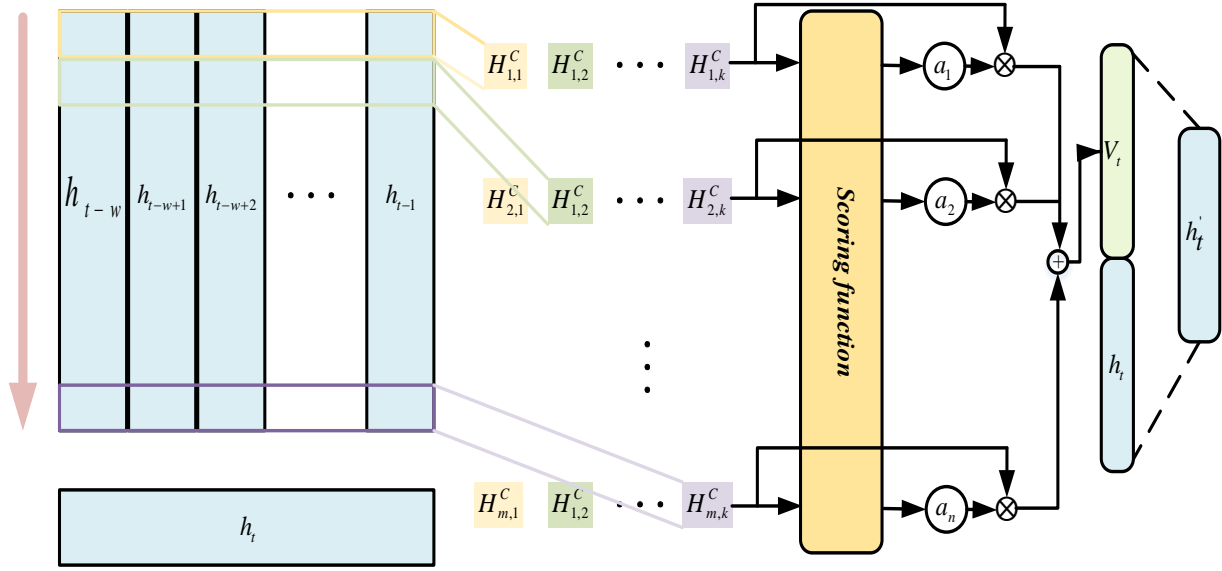 h_{t-w} h_{t-w+1} h_{t-w+2} ··· h_{t-1}
h_t
H^C_{1,1} H^C_{1,2} ··· H^C_{1,k}
H^C_{2,1} H^C_{1,2} ··· H^C_{2,k}
H^C_{m,1} H^C_{1,2} ··· H^C_{m,k}
Scoring function
a_1 ⊗
a_2 ⊗
a_n ⊗
+
V_t
h_t
h_t^'